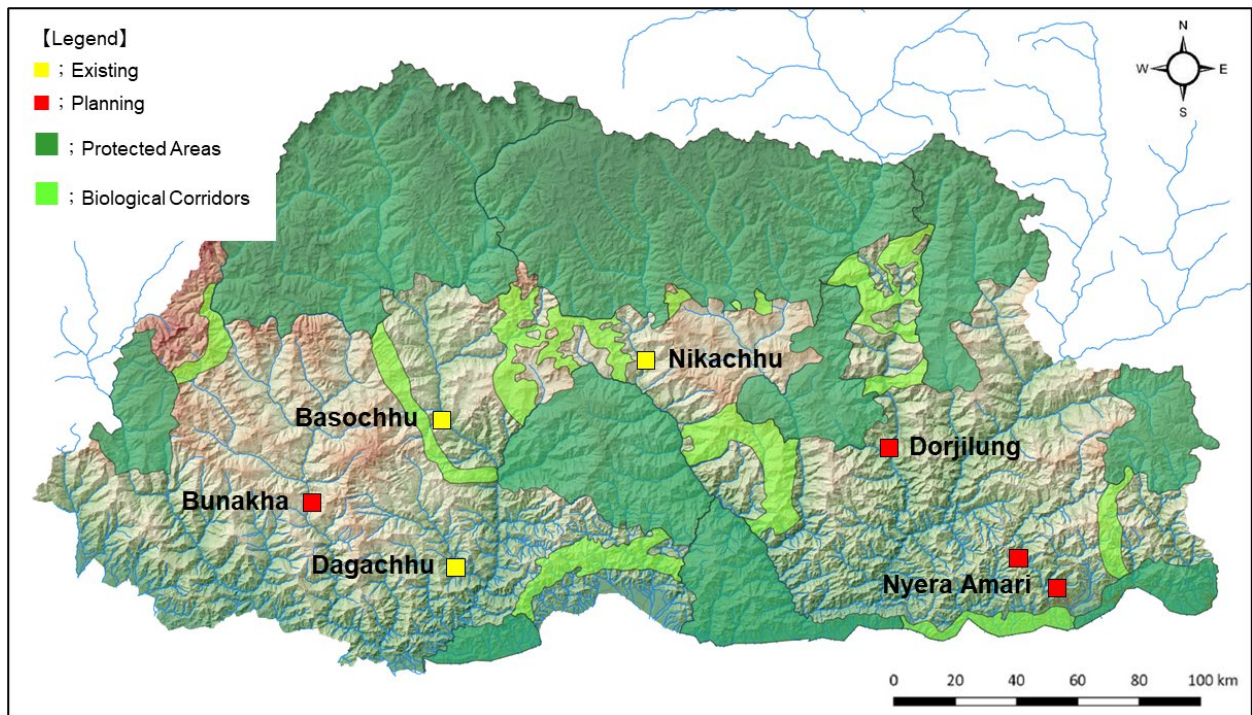 【Legend】
; Existing
; Planning
; Protected Areas
; Biological Corridors
N
W E
S
Nikachhu
Basochhu
Dorjilung
Bunakha
Dagachhu
Nyera Amari
0 20 40 60 80 100 km